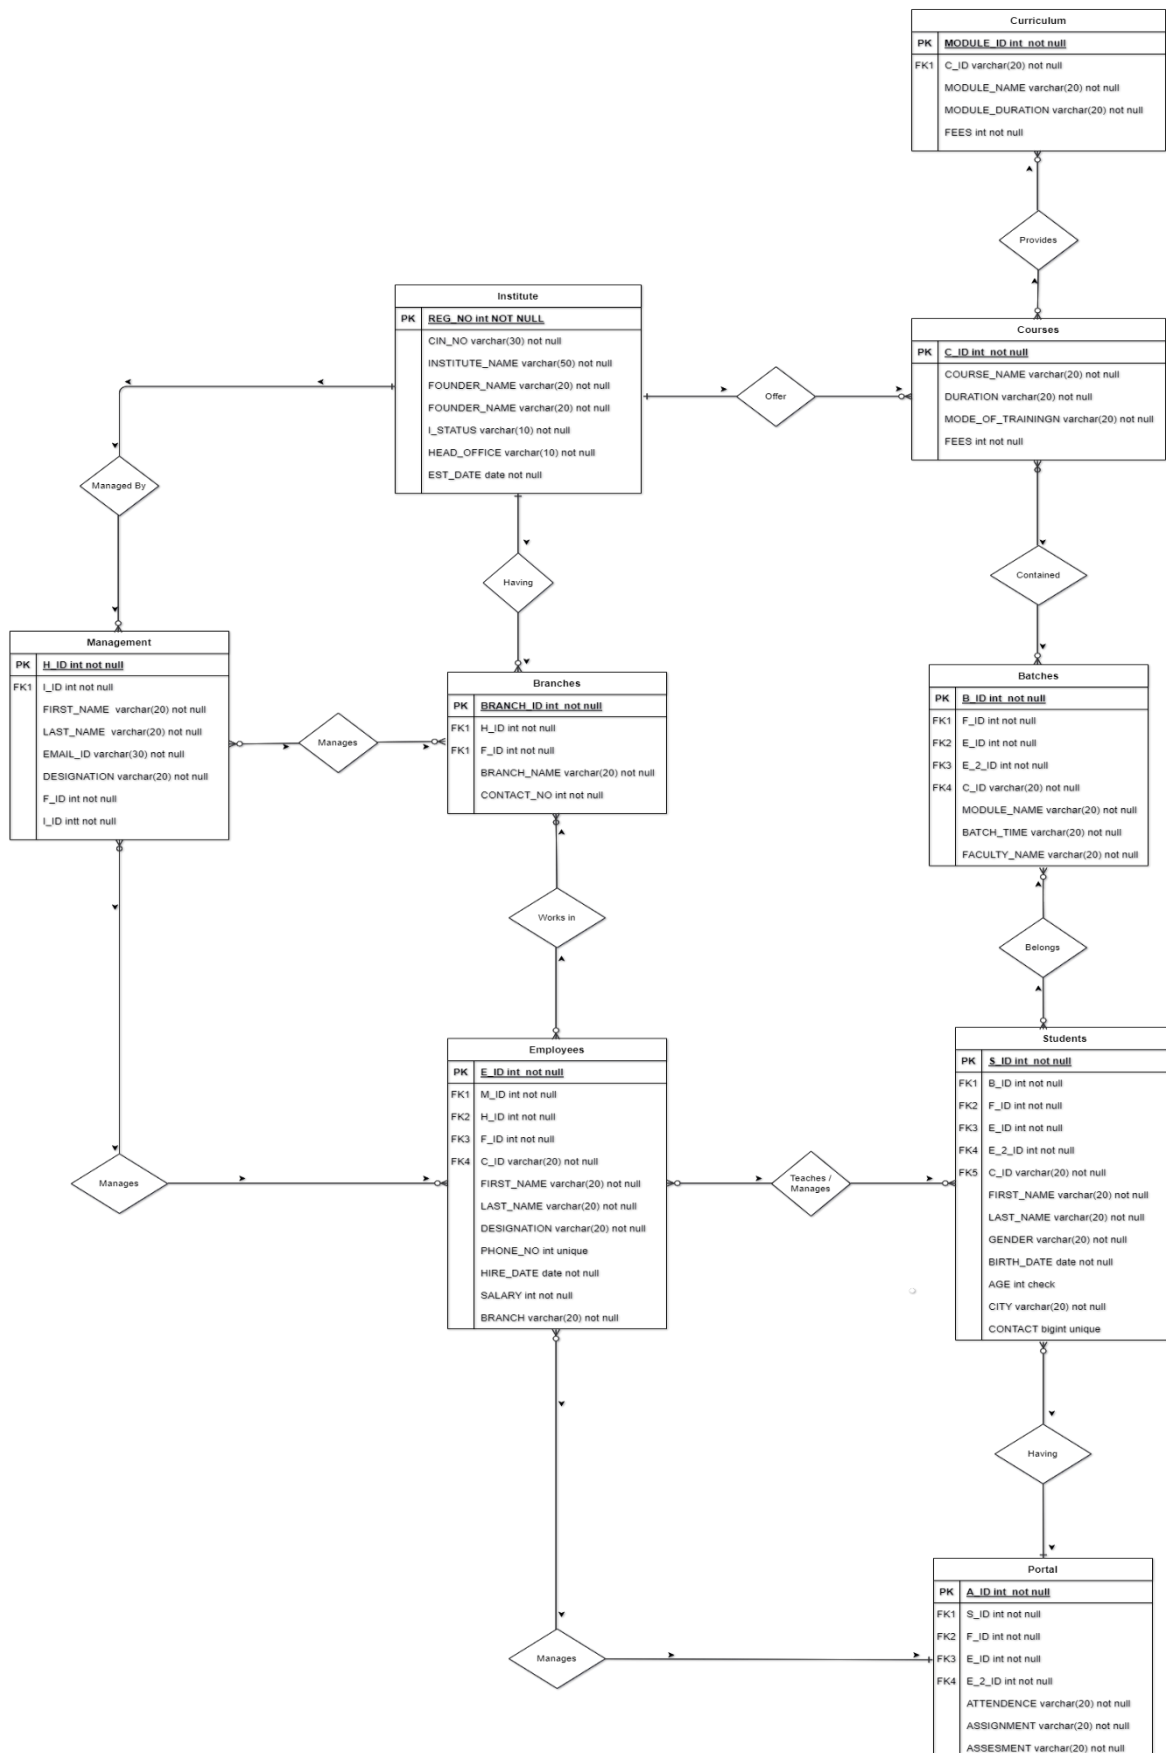 Curriculum
PK MODULE_ID int not null
FK1 C_ID varchar(20) not null
MODULE_NAME varchar(20) not null
MODULE_DURATION varchar(20) not null
FEES int not null
Provides
Institute
PK REG_NO int NOT NULL
CIN_NO varchar(30) not null
INSTITUTE_NAME varchar(50) not null
FOUNDER_NAME varchar(20) not null
FOUNDER_NAME varchar(20) not null
I_STATUS varchar(10) not null
HEAD_OFFICE varchar(10) not null
EST_DATE date not null
Offer
Courses
PK C_ID int not null
COURSE_NAME varchar(20) not null
DURATION varchar(20) not null
MODE_OF_TRAININGN varchar(20) not null
FEES int not null
Managed By
Having
Contained
Management
PK H_ID int not null
FK1 I_ID int not null
FIRST_NAME varchar(20) not null
LAST_NAME varchar(20) not null
EMAIL_ID varchar(30) not null
DESIGNATION varchar(20) not null
F_ID int not null
I_ID intt not null
Manages
Branches
PK BRANCH_ID int not null
FK1 H_ID int not null
FK1 F_ID int not null
BRANCH_NAME varchar(20) not null
CONTACT_NO int not null
Batches
PK B_ID int not null
FK1 F_ID int not null
FK2 E_ID int not null
FK3 E_2_ID int not null
FK4 C_ID varchar(20) not null
MODULE_NAME varchar(20) not null
BATCH_TIME varchar(20) not null
FACULTY_NAME varchar(20) not null
Works in
Belongs
Manages
Employees
PK E_ID int not null
FK1 M_ID int not null
FK2 H_ID int not null
FK3 F_ID int not null
FK4 C_ID varchar(20) not null
FIRST_NAME varchar(20) not null
LAST_NAME varchar(20) not null
DESIGNATION varchar(20) not null
PHONE_NO int unique
HIRE_DATE date not null
SALARY int not null
BRANCH varchar(20) not null
Teaches /
Manages
Students
PK S_ID int not null
FK1 B_ID int not null
FK2 F_ID int not null
FK3 E_ID int not null
FK4 E_2_ID int not null
FK5 C_ID varchar(20) not null
FIRST_NAME varchar(20) not null
LAST_NAME varchar(20) not null
GENDER varchar(20) not null
BIRTH_DATE date not null
AGE int check
CITY varchar(20) not null
CONTACT bigint unique
Having
Manages
Portal
PK A_ID int not null
FK1 S_ID int not null
FK2 F_ID int not null
FK3 E_ID int not null
FK4 E_2_ID int not null
ATTENDENCE varchar(20) not null
ASSIGNMENT varchar(20) not null
ASSESMENT varchar(20) not null